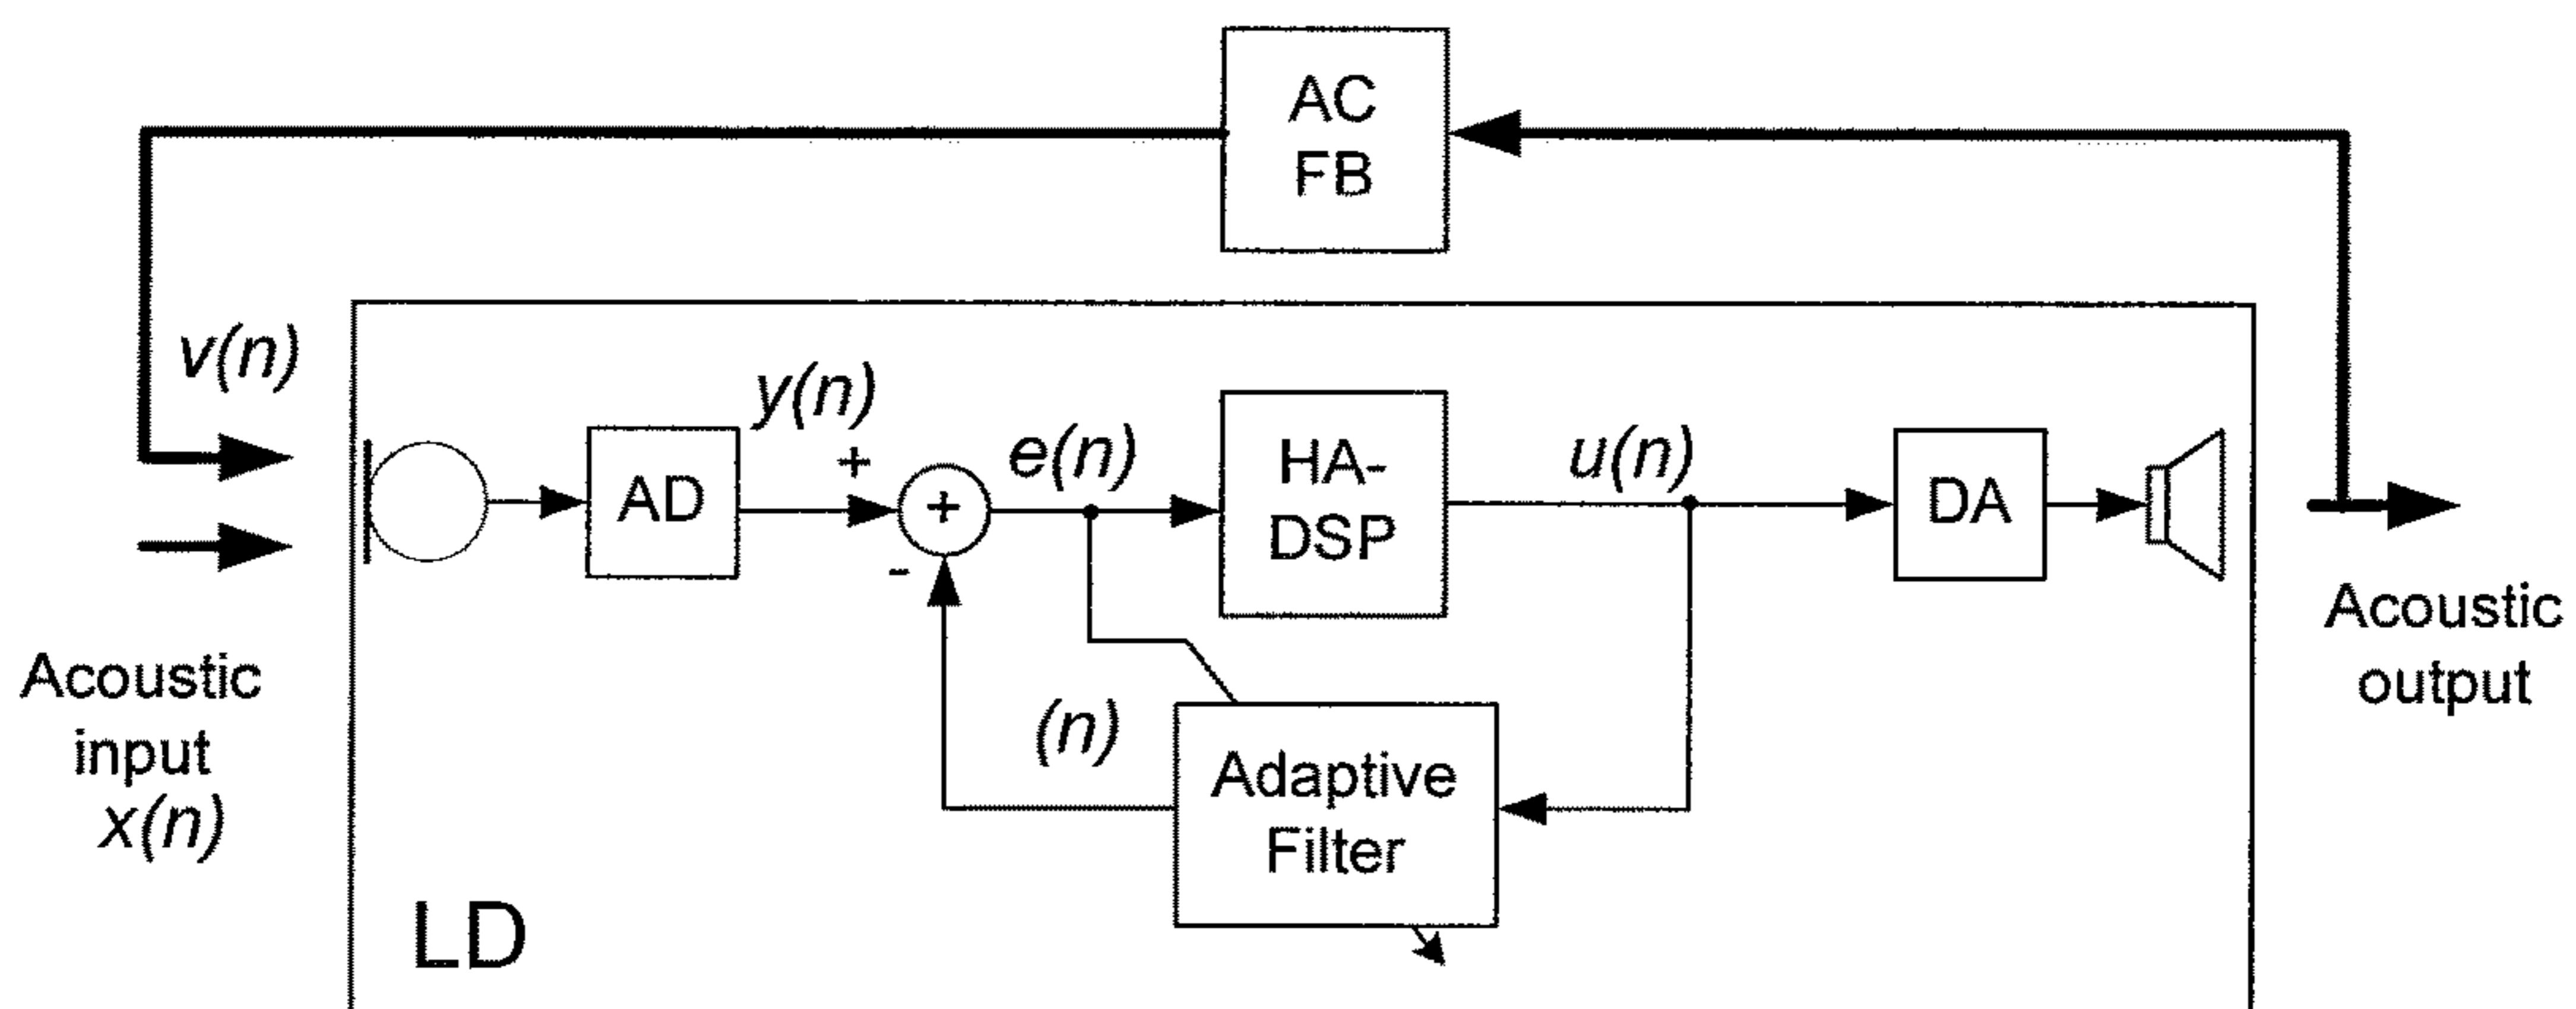 AC
FB
v(n)
y(n)
+
e(n)
HA-
DSP
u(n)
AD
+
DA
-
Acoustic
input
x(n)
(n)
Adaptive
Filter
Acoustic
output
LD